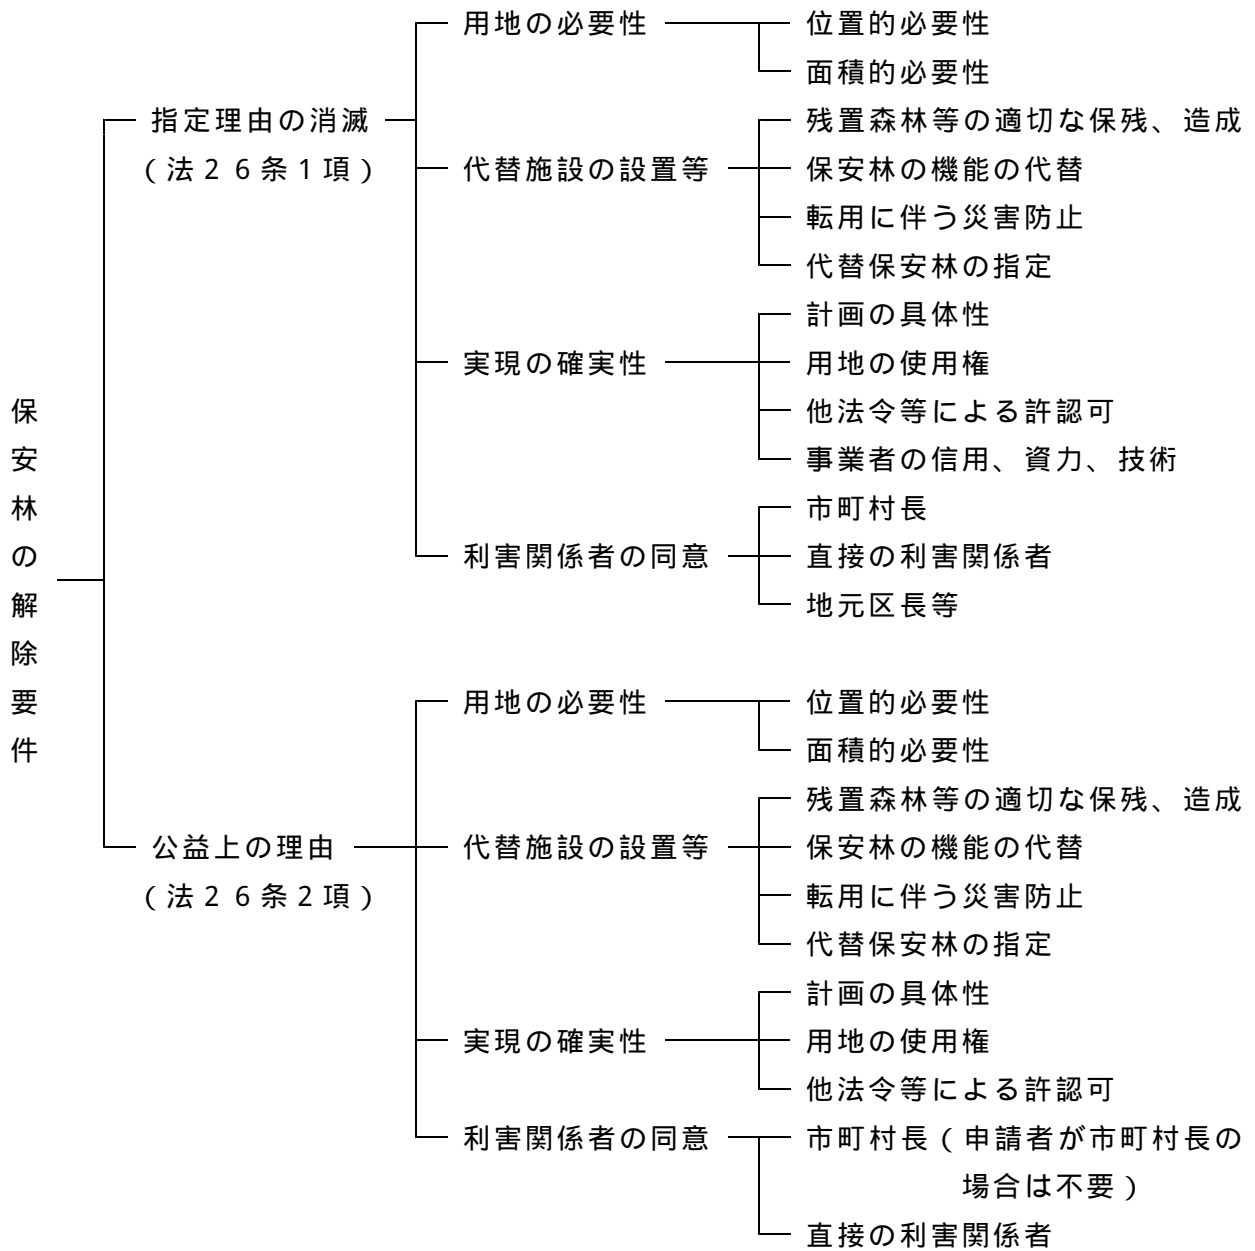 保安林の解除要件
指定理由の消滅
(法26条1項)
用地の必要性
位置的必要性
面積的必要性
代替施設の設置等
残置森林等の適切な保残、造成
保安林の機能の代替
転用に伴う災害防止
代替保安林の指定
実現の確実性
計画の具体性
用地の使用権
他法令等による許認可
事業者の信用、資力、技術
利害関係者の同意
市町村長
直接の利害関係者
地元区長等
公益上の理由
(法26条2項)
用地の必要性
位置的必要性
面積的必要性
代替施設の設置等
残置森林等の適切な保残、造成
保安林の機能の代替
転用に伴う災害防止
代替保安林の指定
実現の確実性
計画の具体性
用地の使用権
他法令等による許認可
利害関係者の同意
市町村長(申請者が市町村長の
場合は不要)
直接の利害関係者